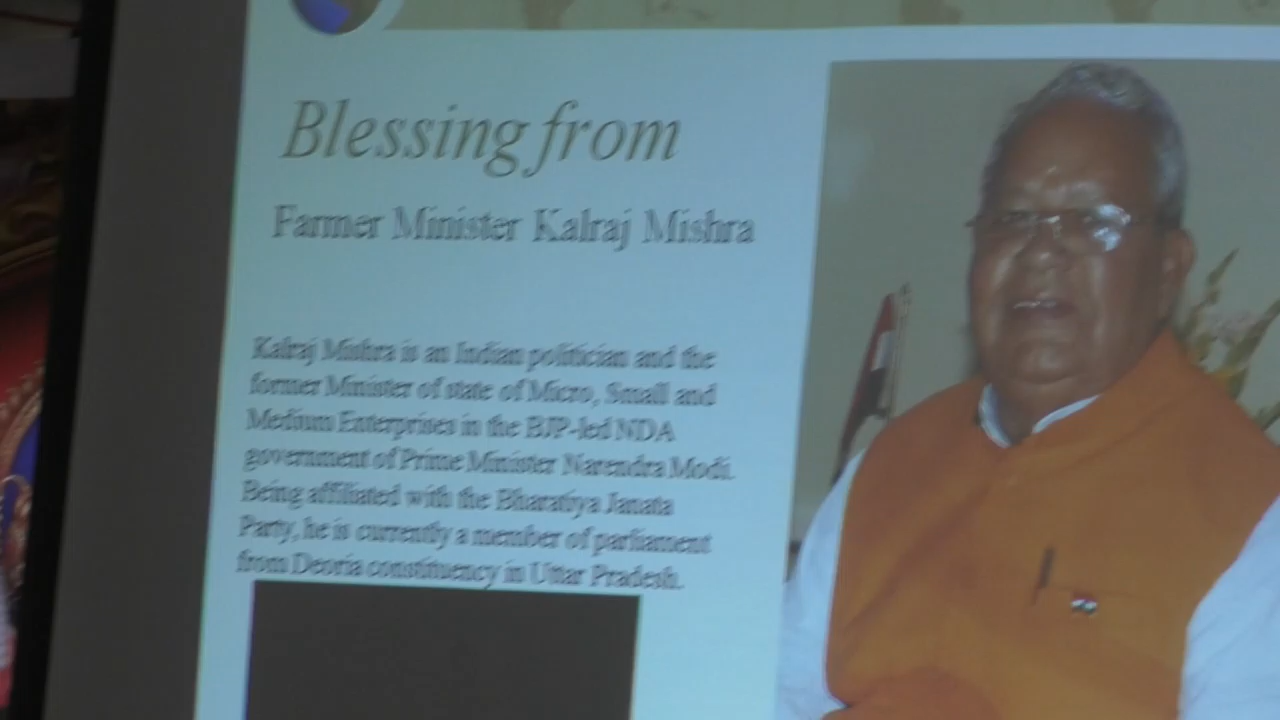 Blessing from
Farmer Minister Kalraj Mishra
Kalraj Mishra is an Indian politician and the
former Minister of state of Micro, Small and
Medium Enterprises in the BJP-led NDA
government of Prime Minister Narendra Modi.
Being affiliated with the Bharatiya Janata
Party, he is currently a member of parliament
from Deoria constituency in Uttar Pradesh.